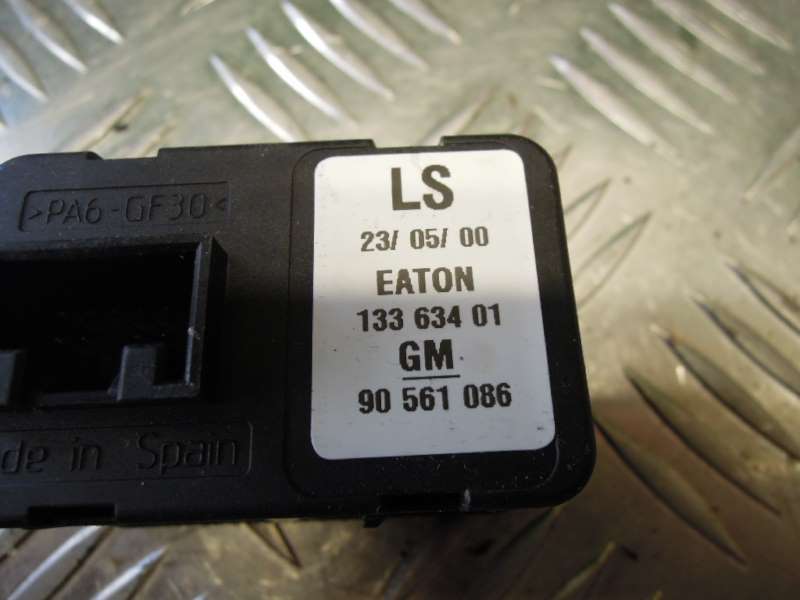 >PA6-GF30<
LS
23/ 05/ 00
EATON
133 634 01
GM
90 561 086
de in Spain